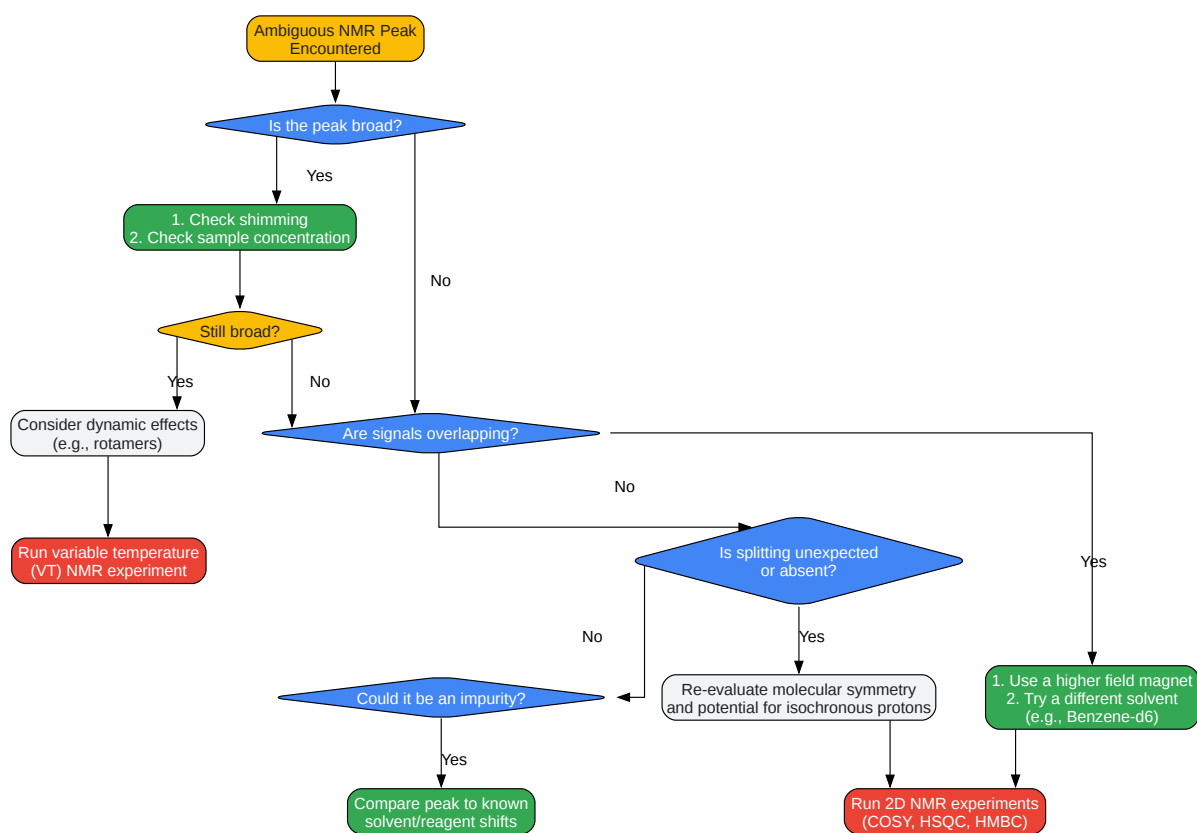 Ambiguous NMR Peak
Encountered
Is the peak broad?
Yes
1. Check shimming
2. Check sample concentration
No
Still broad?
Yes
No
Consider dynamic effects
(e.g., rotamers)
Are signals overlapping?
No
Run variable temperature
(VT) NMR experiment
Is splitting unexpected
or absent?
Yes
No
Yes
Could it be an impurity?
Re-evaluate molecular symmetry
and potential for isochronous protons
1. Use a higher field magnet
2. Try a different solvent
(e.g., Benzene-d6)
Yes
Compare peak to known
solvent/reagent shifts
Run 2D NMR experiments
(COSY, HSQC, HMBC)